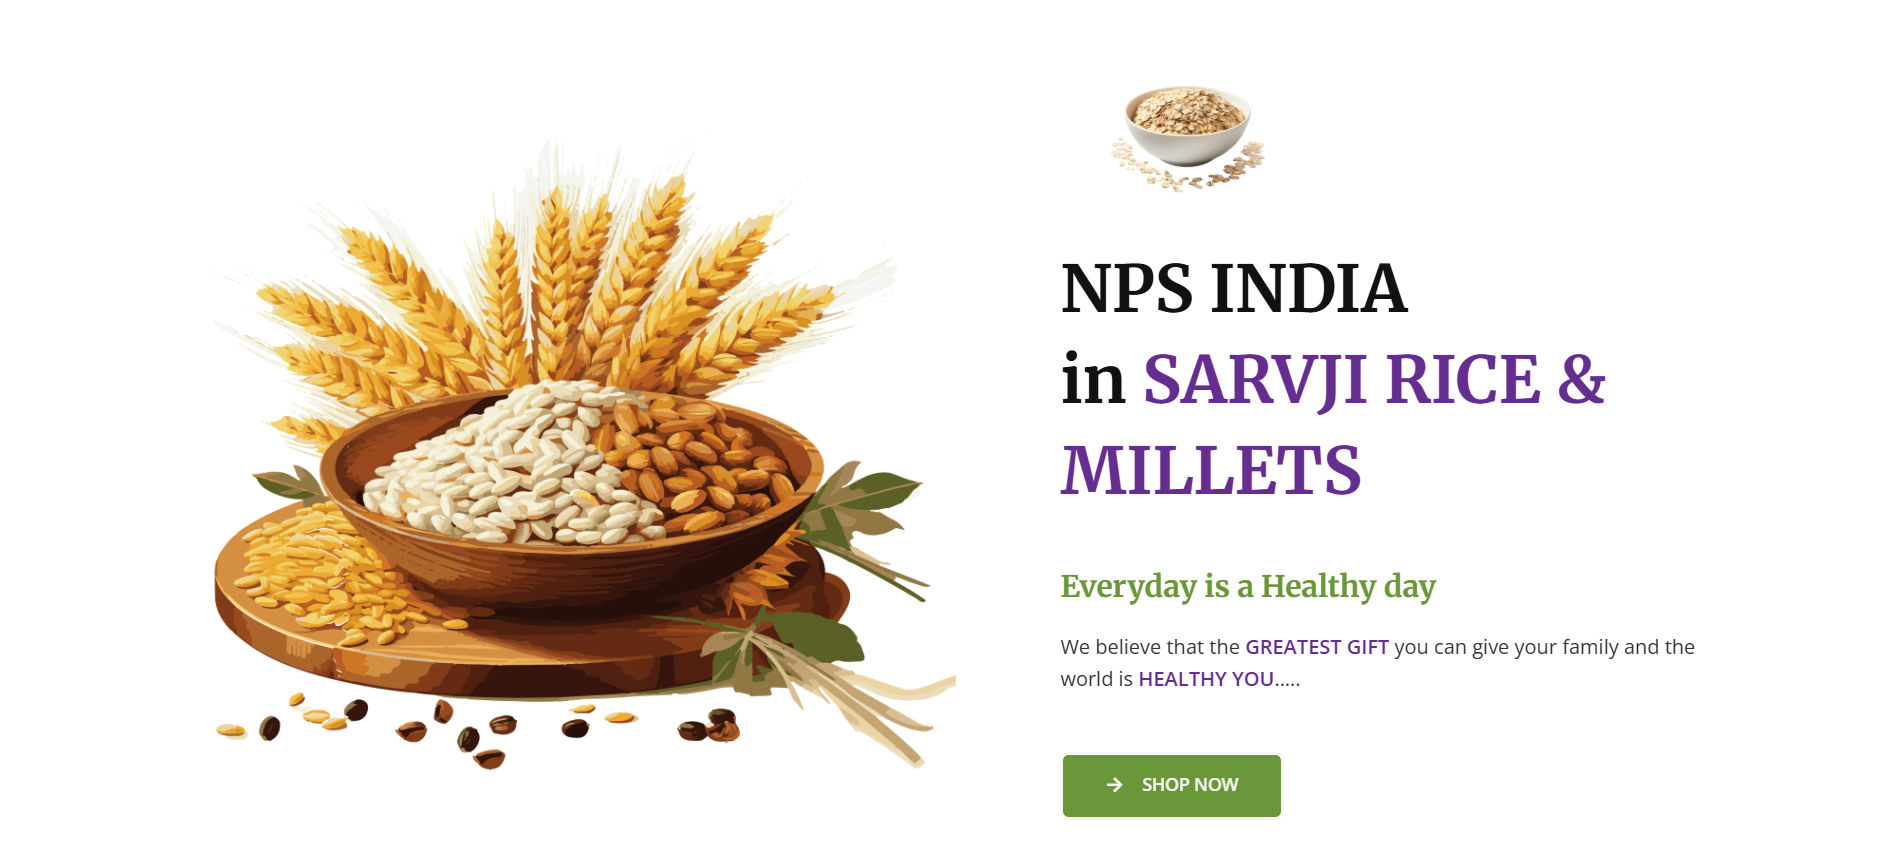 NPS INDIA
in SARVJI RICE &
MILLETS
Everyday is a Healthy day
We believe that the GREATEST GIFT you can give your family and the
world is HEALTHY YOU.....
SHOP NOW